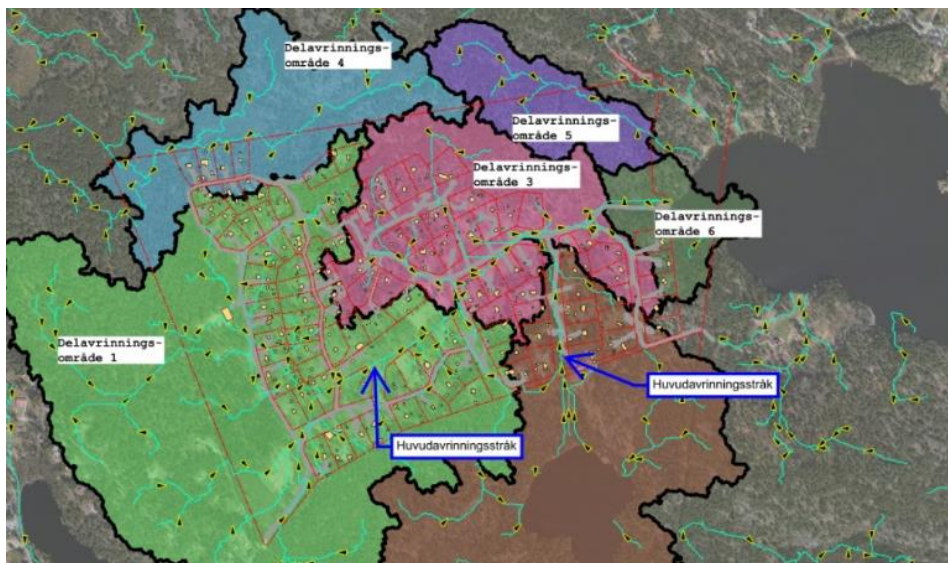 Delavrinnings-
område 4
Delavrinnings-
område 5
Delavrinnings-
område 3
Delavrinnings-
område 6
Delavrinnings-
område 1
Huvudavrinningsstråk
Huvudavrinningsstråk